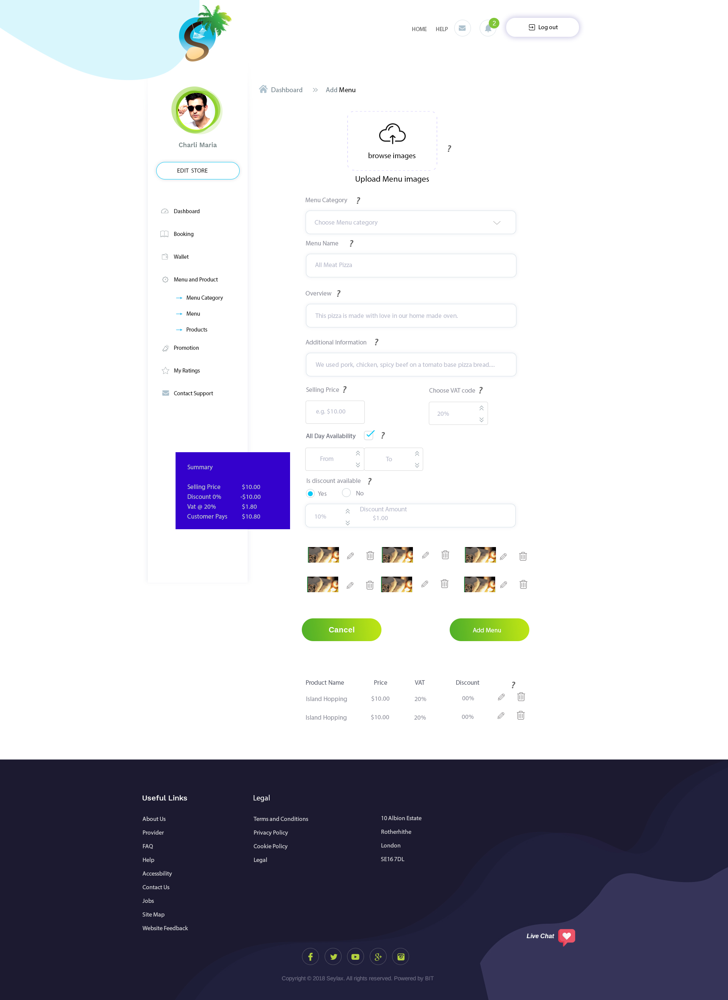 HOME HELP 2 Log out
Dashboard Add Menu
Charli Maria
EDIT STORE
Dashboard
Booking
Wallet
Menu and Product
Menu Category
Menu
Products
Promotion
My Ratings
Contact Support
browse images
?
Upload Menu images
Menu Category ?
Choose Menu category
Menu Name ?
All Meat Pizza
Overview ?
This pizza is made with love in our home made oven.
Additional Information ?
We used pork, chicken, spicy beef on a tomato base pizza bread....
Selling Price ? Choose VAT code ?
e.g. $10.00 20%
All Day Availability ?
From To
Is discount available ?
Yes No
Discount Amount
10% $1.00
Summary
Selling Price $10.00
Discount 0% -$10.00
Vat @ 20% $1.80
Customer Pays $10.80
Cancel Add Menu
Product Name Price VAT Discount ?
Island Hopping $10.00 20% 00%
Island Hopping $10.00 20% 00%
Useful Links
About Us
Provider
FAQ
Help
Accessbility
Contact Us
Jobs
Site Map
Website Feedback
Legal
Terms and Conditions
Privacy Policy
Cookie Policy
Legal
10 Albion Estate
Rotherhithe
London
SE16 7DL
Live Chat
Copyright © 2018 Seylax. All rights reserved. Powered by BIT